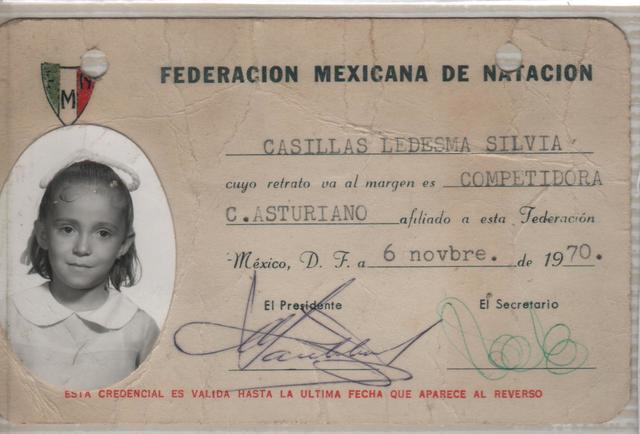 FEDERACION MEXICANA DE NATACION
CASILLAS LEDESMA SILVIA
cuyo retrato va al margen es COMPETIDORA
C.ASTURIANO afiliado a esta Federación
México, D. F. a 6 novbre. de 1970.
El Presidente El Secretario
ESTA CREDENCIAL ES VALIDA HASTA LA ULTIMA FECHA QUE APARECE AL REVERSO